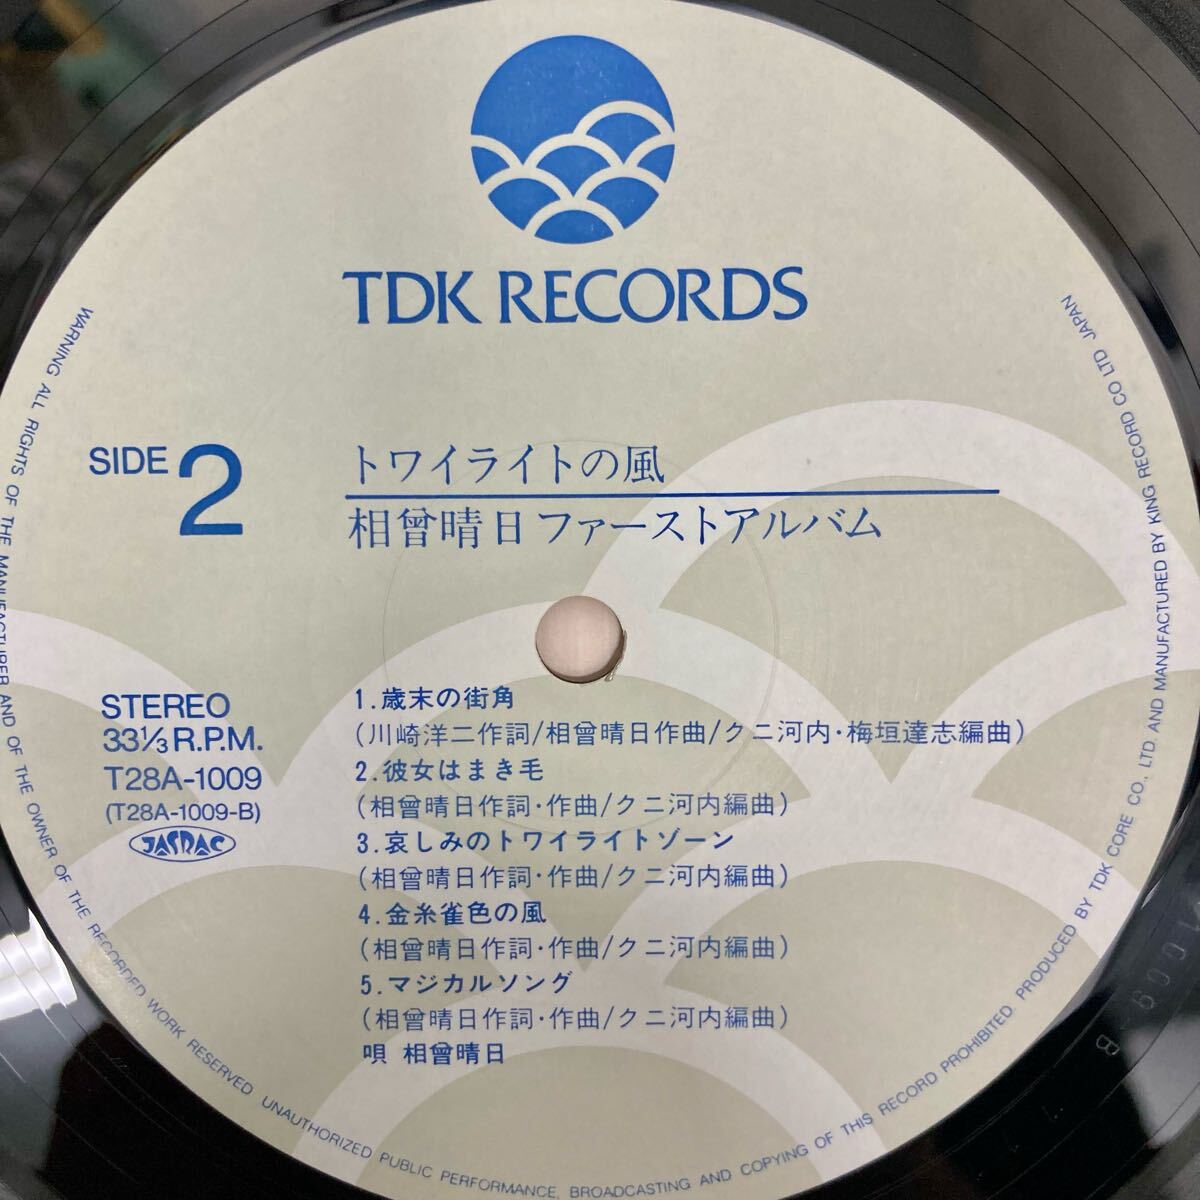 TDK RECORDS
SIDE 2
トワイライトの風
相曾晴日ファーストアルバム
STEREO
33⅓ R.P.M.
T28A-1009
(T28A-1009-B)
JASRAC
1.歳末の街角
(川崎洋二作詞/相曾晴日作曲/クニ河内・梅垣達志編曲)
2.彼女はまき毛
(相曾晴日作詞・作曲/クニ河内編曲)
3.哀しみのトワイライトゾーン
(相曾晴日作詞・作曲/クニ河内編曲)
4.金糸雀色の風
(相曾晴日作詞・作曲/クニ河内編曲)
5.マジカルソング
(相曾晴日作詞・作曲/クニ河内編曲)
唄 相曾晴日
WARNING ALL RIGHTS OF THE MANUFACTURER AND OF THE OWNER OF THE RECORDED WORK RESERVED UNAUTHORIZED PUBLIC PERFORMANCE, BROADCASTING AND COPYING OF THIS RECORD PROHIBITED PRODUCED BY TDK CORE CO., LTD. AND MANUFACTURED BY KING RECORD CO LTD JAPAN